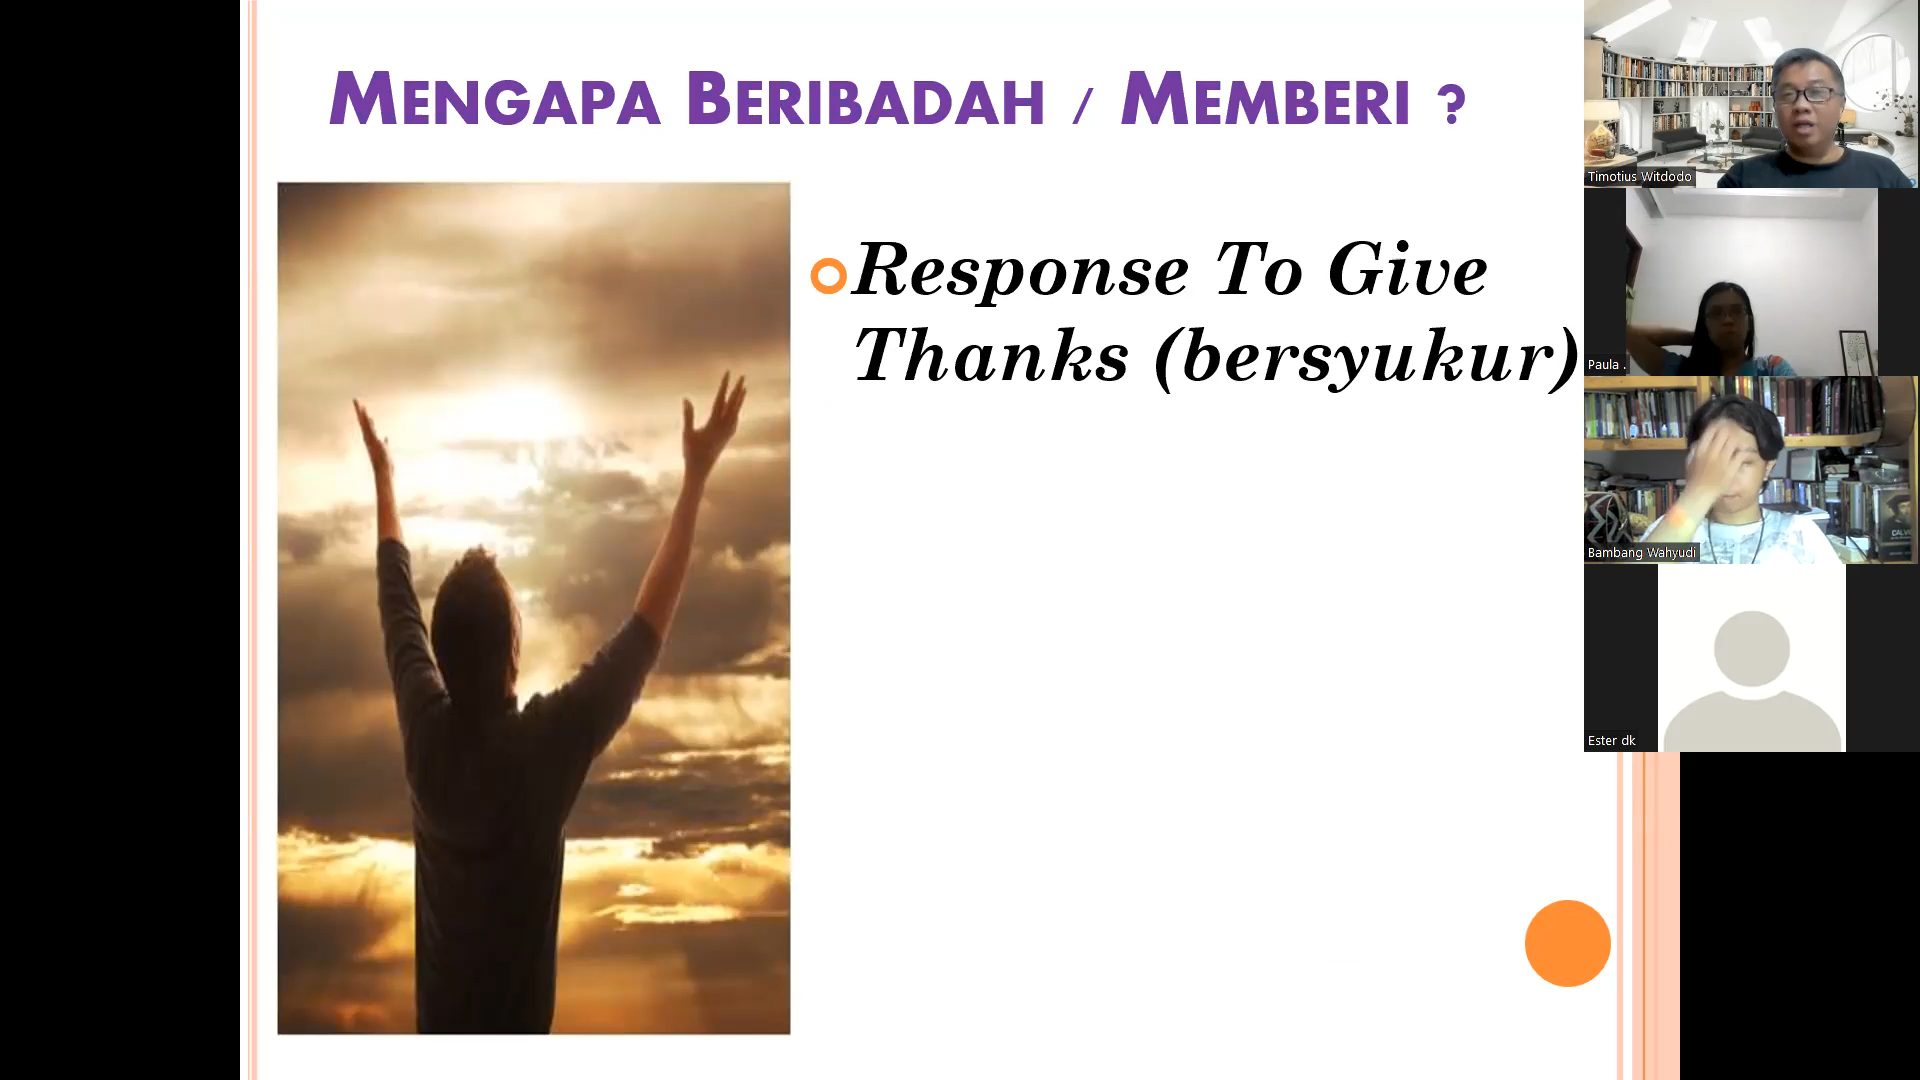 MENGAPA BERIBADAH / MEMBERI ?
Response To Give
Thanks (bersyukur)
Timotius Witdodo
Paula .
Bambang Wahyudi
Ester dk